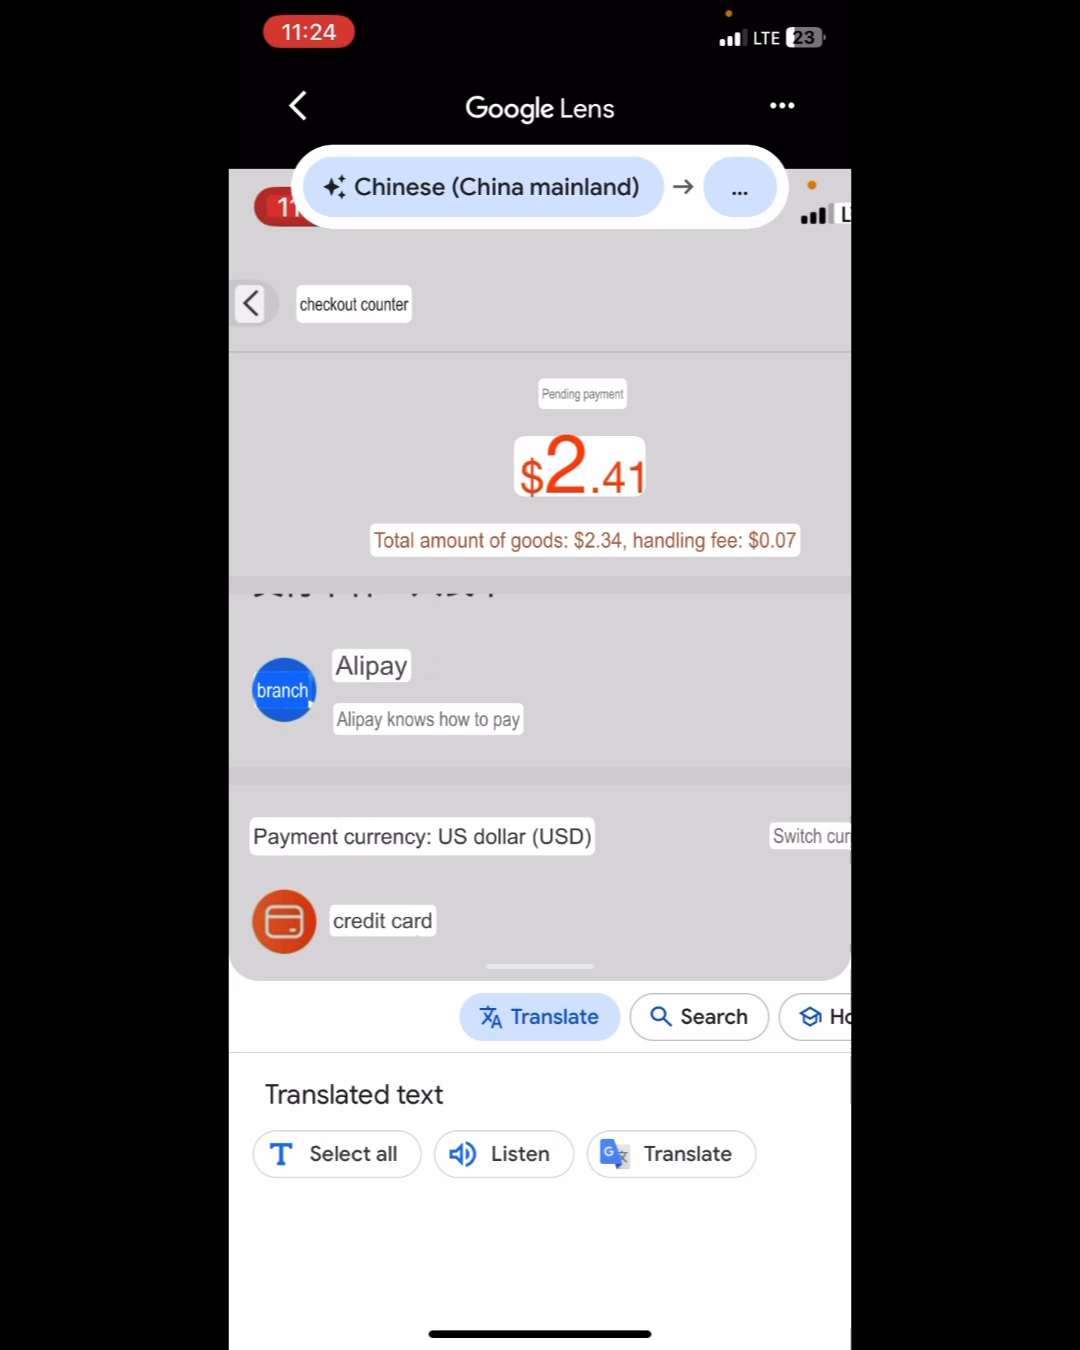 11:24
LTE 23
Google Lens
Chinese (China mainland) → ...
checkout counter
Pending payment
$2.41
Total amount of goods: $2.34, handling fee: $0.07
Alipay
branch
Alipay knows how to pay
Payment currency: US dollar (USD)
Switch cur
credit card
Translate
Search
Ho
Translated text
Select all
Listen
Translate